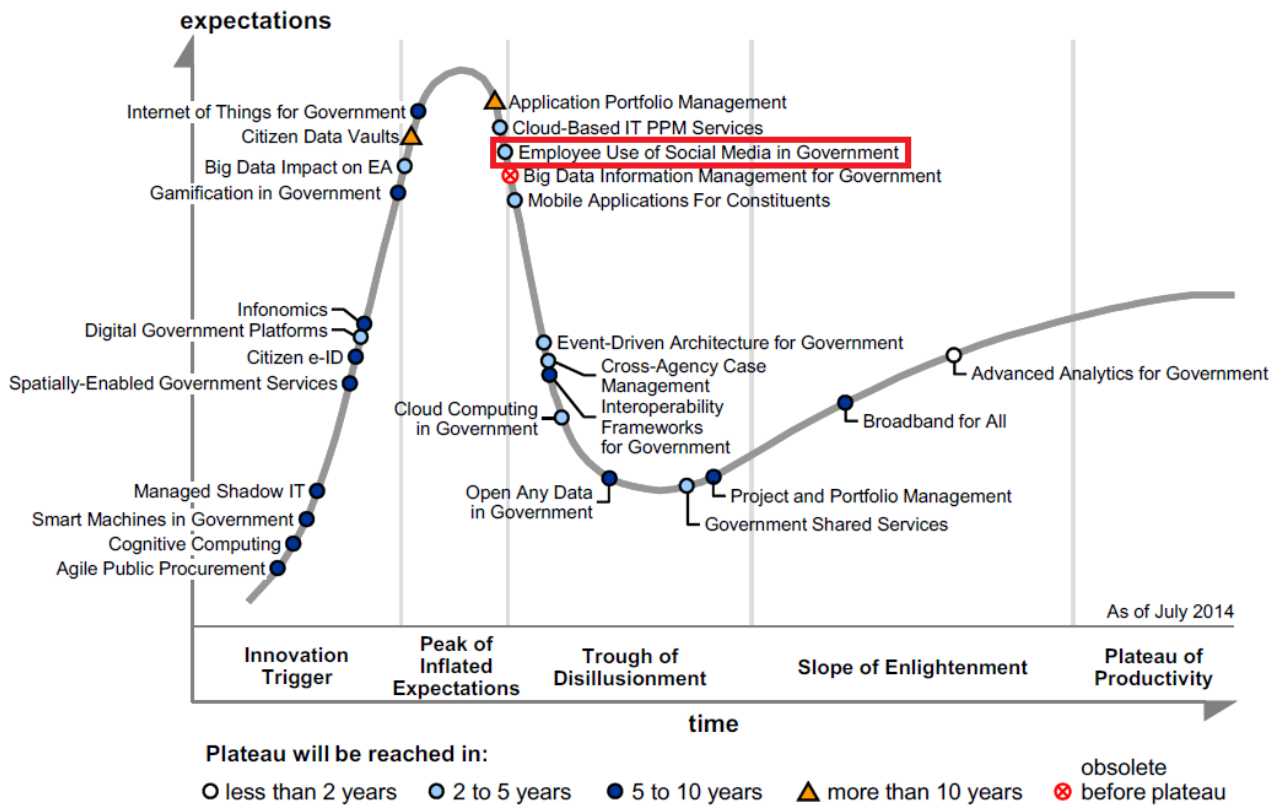 expectations
Internet of Things for Government
Citizen Data Vaults
Big Data Impact on EA
Gamification in Government
Application Portfolio Management
Cloud-Based IT PPM Services
Employee Use of Social Media in Government
Big Data Information Management for Government
Mobile Applications For Constituents
Infonomics
Digital Government Platforms
Citizen e-ID
Spatially-Enabled Government Services
Event-Driven Architecture for Government
Cross-Agency Case
Management
Interoperability
Frameworks
for Government
Cloud Computing
in Government
Advanced Analytics for Government
Broadband for All
Managed Shadow IT
Smart Machines in Government
Cognitive Computing
Agile Public Procurement
Open Any Data
in Government
Project and Portfolio Management
Government Shared Services
As of July 2014
Innovation
Trigger
Peak of
Inflated
Expectations
Trough of
Disillusionment
Slope of Enlightenment
Plateau of
Productivity
time
Plateau will be reached in:
less than 2 years
2 to 5 years
5 to 10 years
more than 10 years
obsolete
before plateau